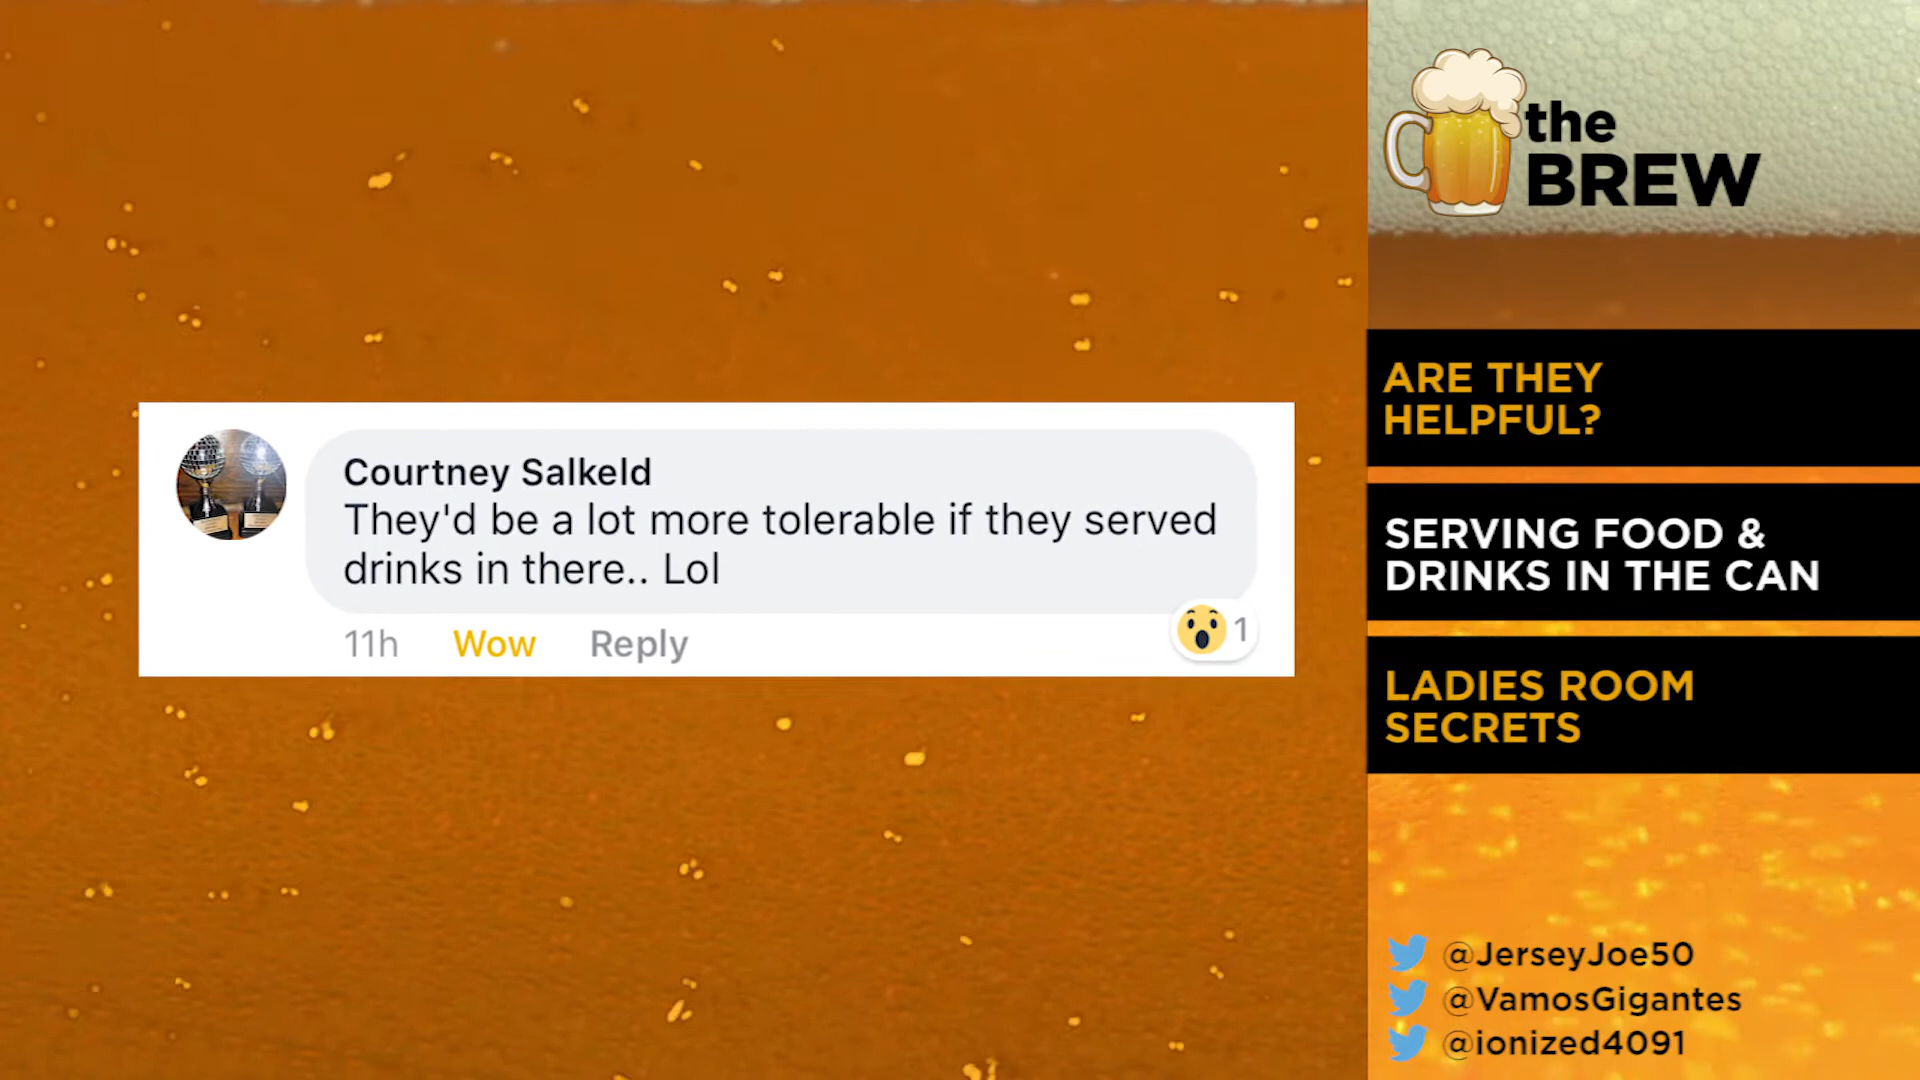 Courtney Salkeld
They'd be a lot more tolerable if they served
drinks in there.. Lol
11h Wow Reply
1
the
BREW
ARE THEY
HELPFUL?
SERVING FOOD &
DRINKS IN THE CAN
LADIES ROOM
SECRETS
@JerseyJoe50
@VamosGigantes
@ionized4091